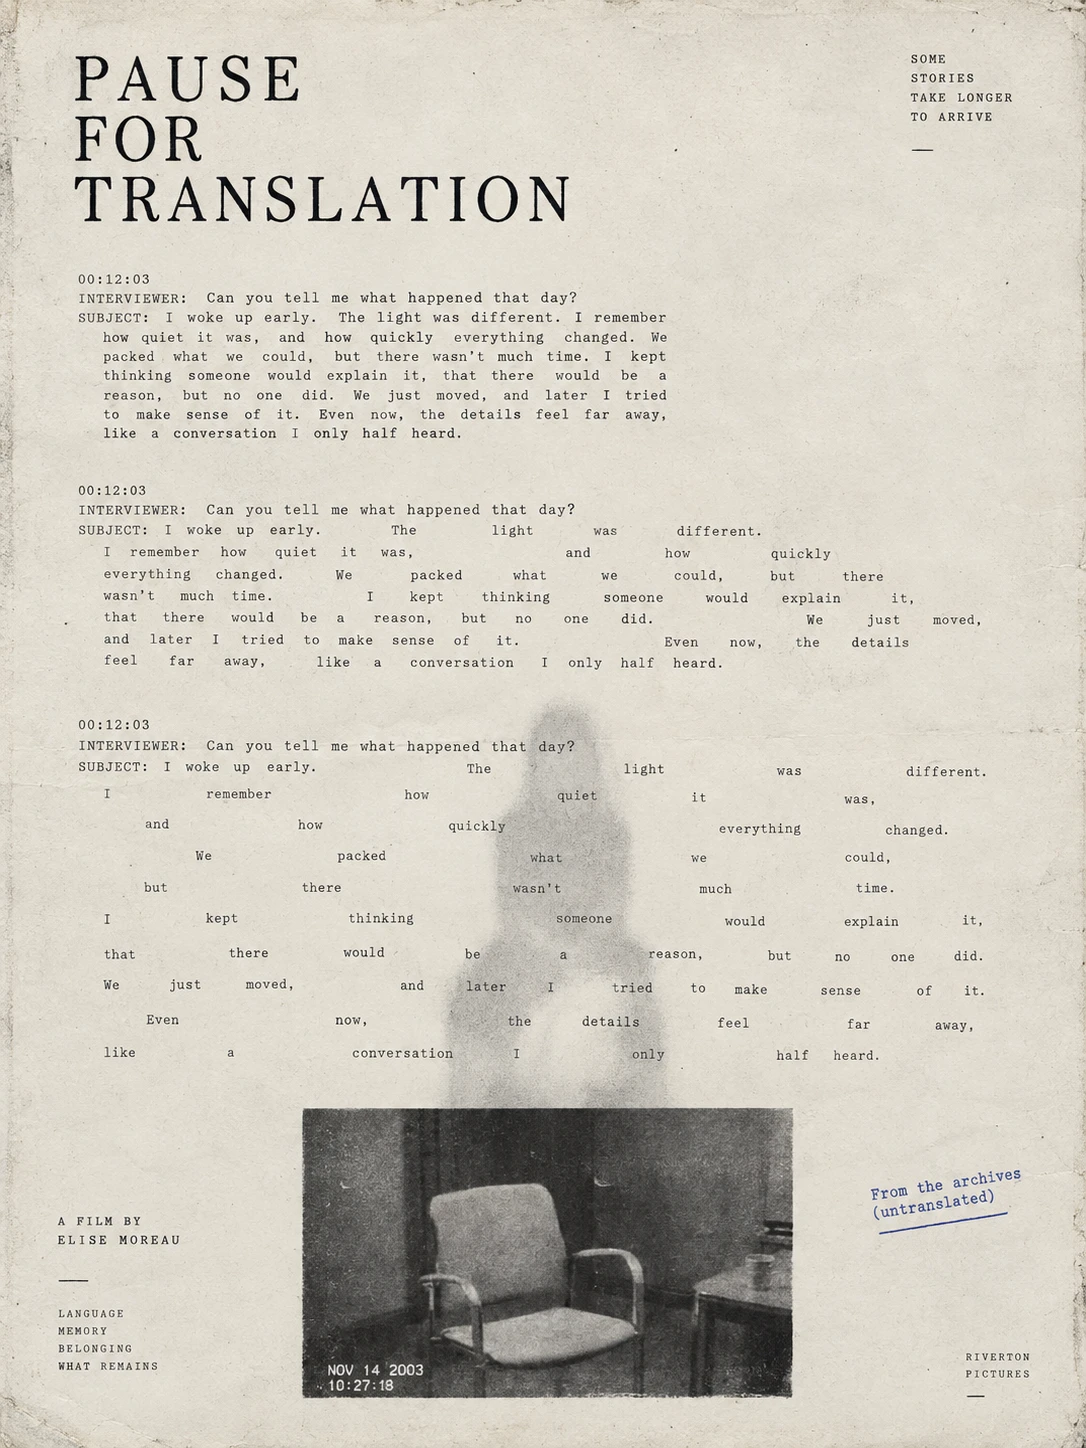 PAUSE
FOR
TRANSLATION
SOME
STORIES
TAKE LONGER
TO ARRIVE
00:12:03
INTERVIEWER: Can you tell me what happened that day?
SUBJECT: I woke up early. The light was different. I remember
how quiet it was, and how quickly everything changed. We
packed what we could, but there wasn't much time. I kept
thinking someone would explain it, that there would be a
reason, but no one did. We just moved, and later I tried
to make sense of it. Even now, the details feel far away,
like a conversation I only half heard.
00:12:03
INTERVIEWER: Can you tell me what happened that day?
SUBJECT: I woke up early. The light was different.
I remember how quiet it was, and how quickly
everything changed. We packed what we could, but there
wasn't much time. I kept thinking someone would explain it,
that there would be a reason, but no one did. We just moved,
and later I tried to make sense of it. Even now, the details
feel far away, like a conversation I only half heard.
00:12:03
INTERVIEWER: Can you tell me what happened that day?
SUBJECT: I woke up early. The light was different.
I remember how quiet it was,
and how quickly everything changed.
We packed what we could,
but there wasn't much time.
I kept thinking someone would explain it,
that there would be a reason, but no one did.
We just moved, and later I tried to make sense of it.
Even now, the details feel far away,
like a conversation I only half heard.
From the archives
(untranslated)
A FILM BY
ELISE MOREAU
LANGUAGE
MEMORY
BELONGING
WHAT REMAINS
NOV 14 2003
10:27:18
RIVERTON
PICTURES